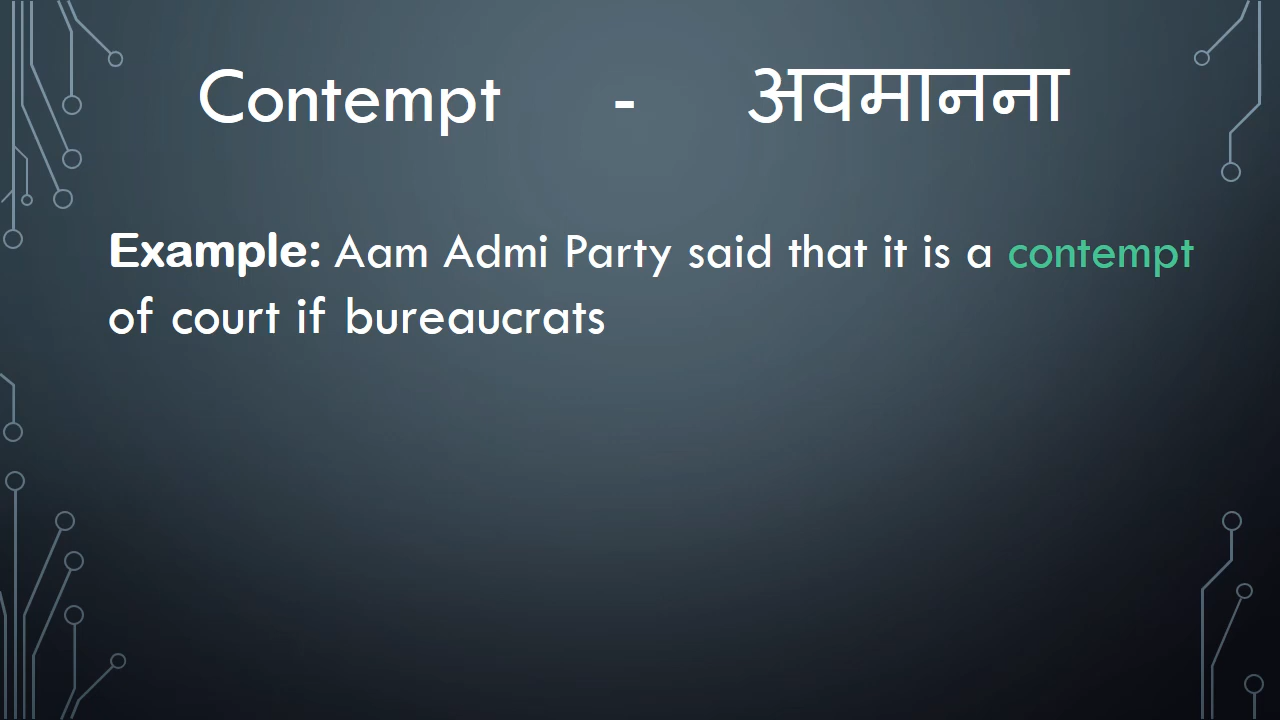 Contempt - अवमानना
Example: Aam Admi Party said that it is a contempt
of court if bureaucrats